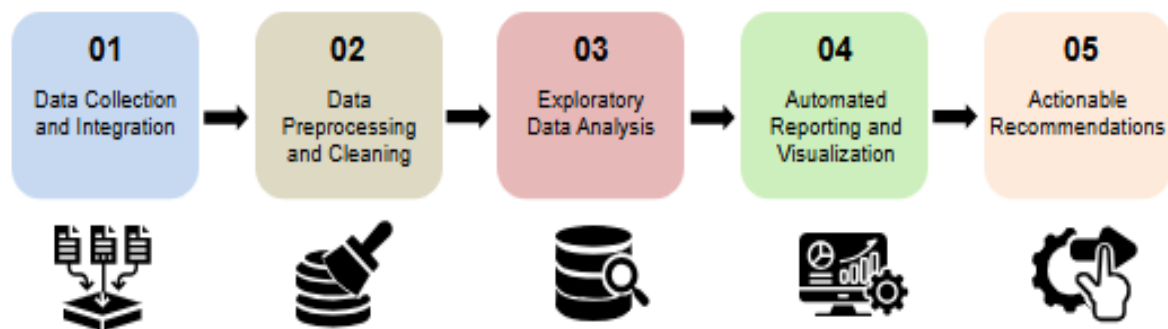 01
Data Collection
and Integration
02
Data
Preprocessing
and Cleaning
03
Exploratory
Data Analysis
04
Automated
Reporting and
Visualization
05
Actionable
Recommendations